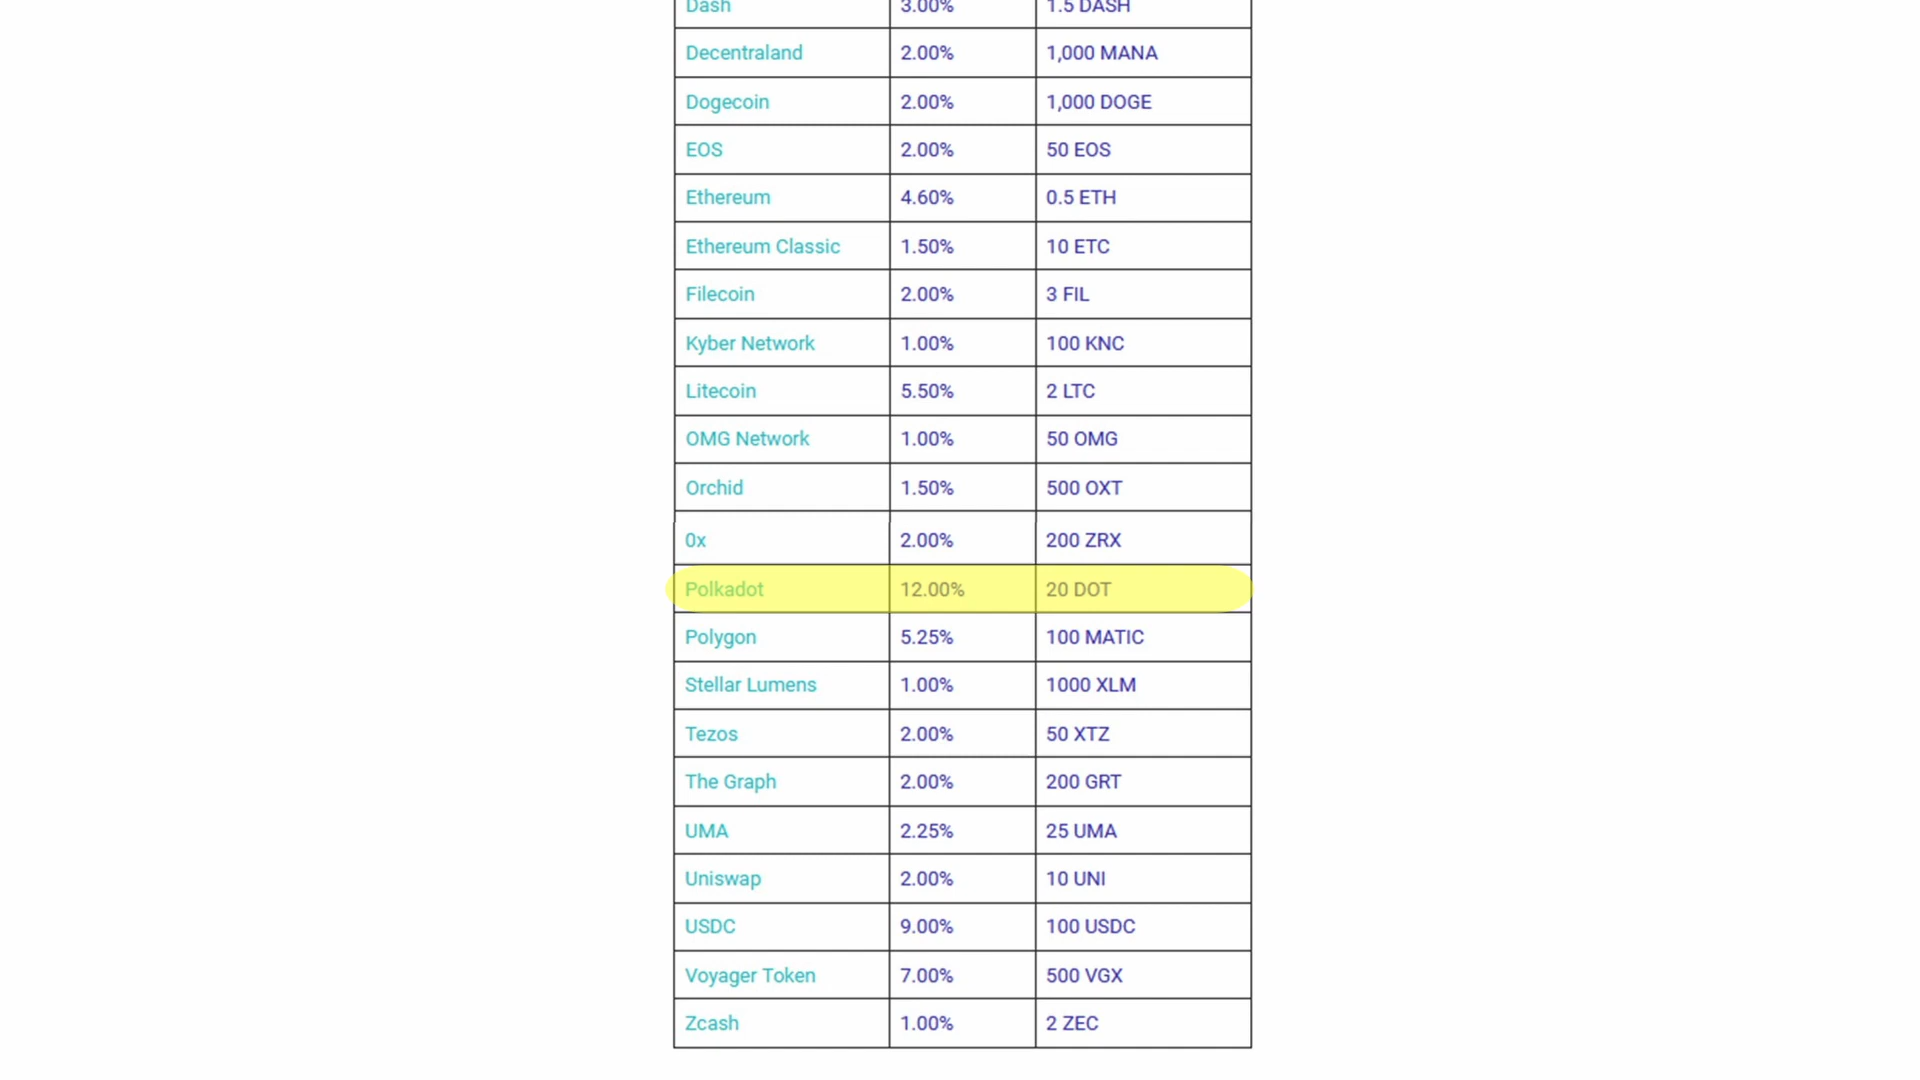 Dash 3.00% 1.5 DASH
Decentraland 2.00% 1,000 MANA
Dogecoin 2.00% 1,000 DOGE
EOS 2.00% 50 EOS
Ethereum 4.60% 0.5 ETH
Ethereum Classic 1.50% 10 ETC
Filecoin 2.00% 3 FIL
Kyber Network 1.00% 100 KNC
Litecoin 5.50% 2 LTC
OMG Network 1.00% 50 OMG
Orchid 1.50% 500 OXT
0x 2.00% 200 ZRX
Polkadot 12.00% 20 DOT
Polygon 5.25% 100 MATIC
Stellar Lumens 1.00% 1000 XLM
Tezos 2.00% 50 XTZ
The Graph 2.00% 200 GRT
UMA 2.25% 25 UMA
Uniswap 2.00% 10 UNI
USDC 9.00% 100 USDC
Voyager Token 7.00% 500 VGX
Zcash 1.00% 2 ZEC